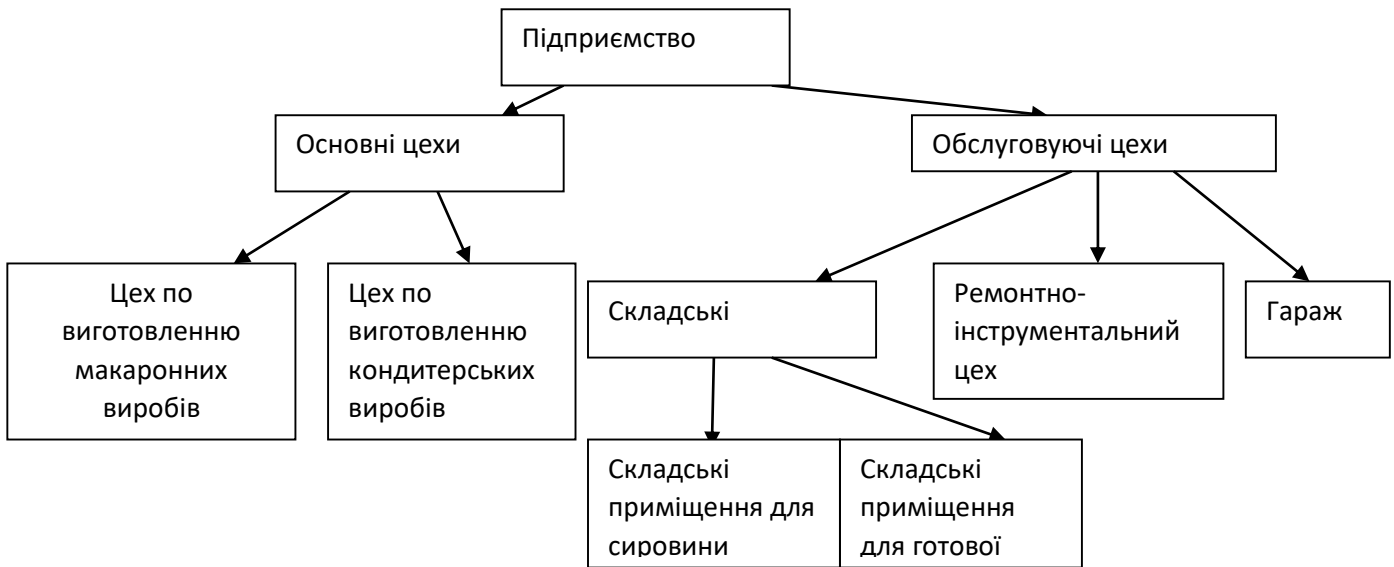 Підприємство
Основні цехи
Обслуговуючі цехи
Цех по
виготовленню
макаронних
виробів
Цех по
виготовленню
кондитерських
виробів
Складські
Ремонтно-
інструментальний
цех
Гараж
Складські
приміщення для
сировини
Складські
приміщення
для готової